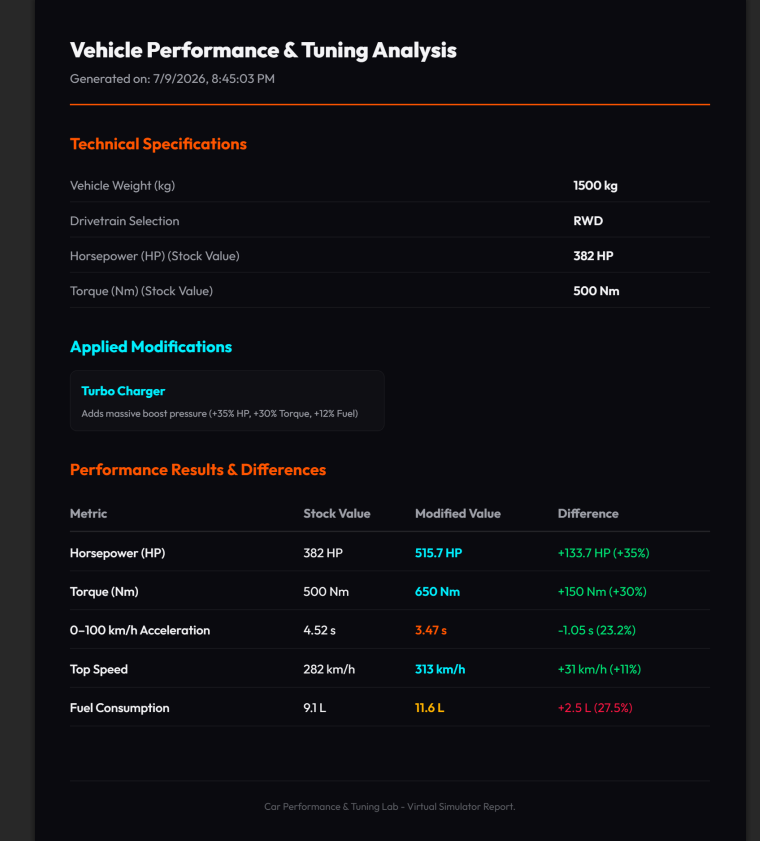 Vehicle Performance & Tuning Analysis
Generated on: 7/9/2026, 8:45:03 PM
Technical Specifications
Vehicle Weight (kg) 1500 kg
Drivetrain Selection RWD
Horsepower (HP) (Stock Value) 382 HP
Torque (Nm) (Stock Value) 500 Nm
Applied Modifications
Turbo Charger
Adds massive boost pressure (+35% HP, +30% Torque, +12% Fuel)
Performance Results & Differences
Metric Stock Value Modified Value Difference
Horsepower (HP) 382 HP 515.7 HP +133.7 HP (+35%)
Torque (Nm) 500 Nm 650 Nm +150 Nm (+30%)
0–100 km/h Acceleration 4.52 s 3.47 s -1.05 s (23.2%)
Top Speed 282 km/h 313 km/h +31 km/h (+11%)
Fuel Consumption 9.1 L 11.6 L +2.5 L (27.5%)
Car Performance & Tuning Lab - Virtual Simulator Report.